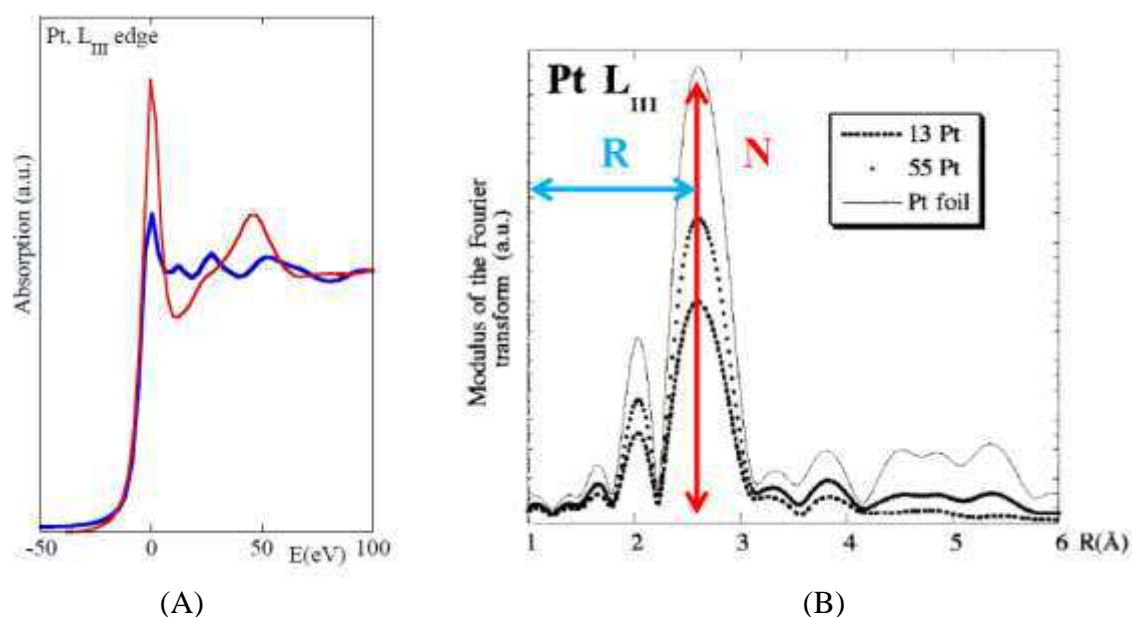 Pt, L_III edge
Absorption (a.u.)
-50 0 50 100
E(eV)
(A)
Pt L_III
R
N
13 Pt
55 Pt
Pt foil
Modulus of the Fourier
transform (a.u.)
1 2 3 4 5 6 R(Å)
(B)